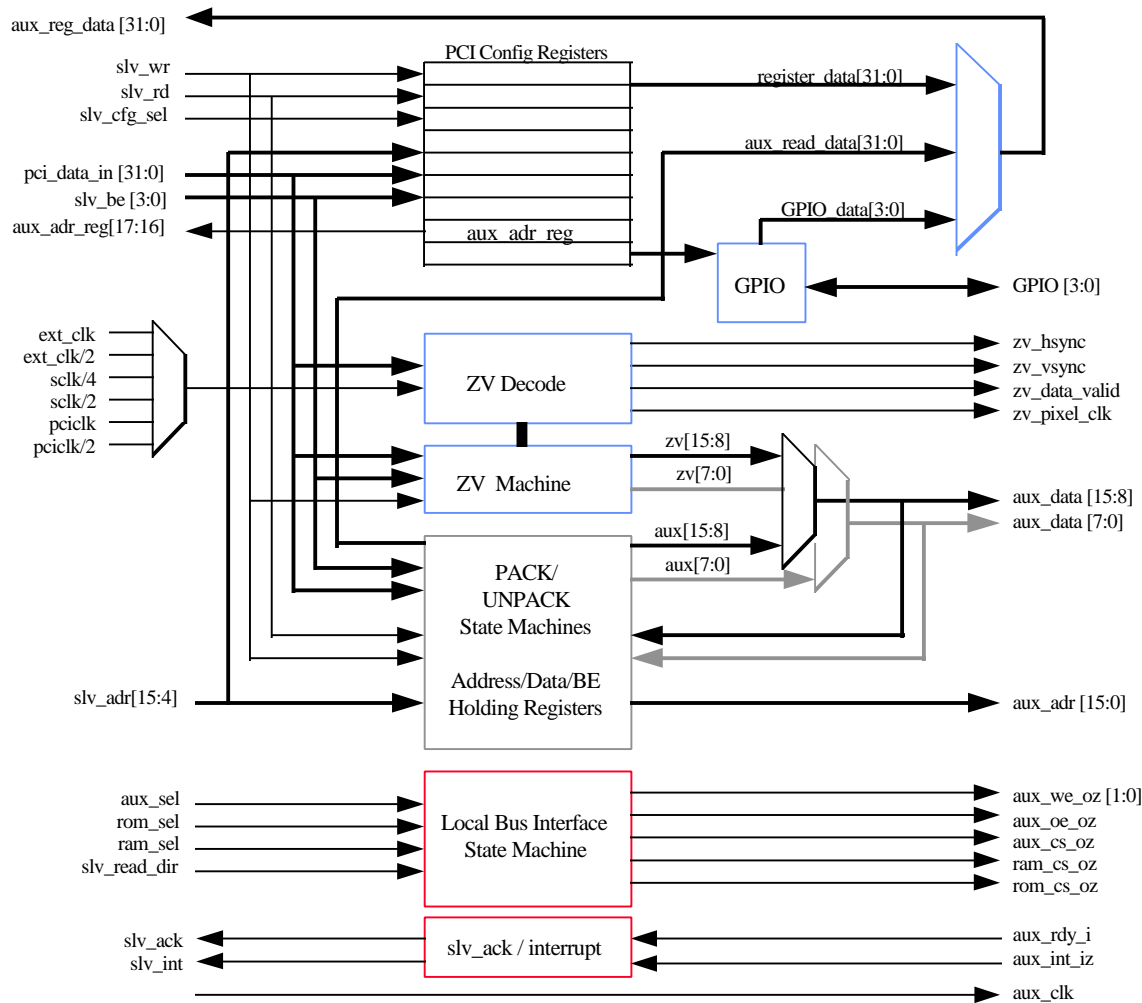 aux_reg_data [31:0]
slv_wr
slv_rd
slv_cfg_sel
pci_data_in [31:0]
slv_be [3:0]
aux_adr_reg[17:16]
PCI Config Registers
aux_adr_reg
register_data[31:0]
aux_read_data[31:0]
GPIO_data[3:0]
GPIO
GPIO [3:0]
ext_clk
ext_clk/2
sclk/4
sclk/2
pciclk
pciclk/2
ZV Decode
zv_hsync
zv_vsync
zv_data_valid
zv_pixel_clk
ZV Machine
zv[15:8]
zv[7:0]
aux[15:8]
aux[7:0]
aux_data [15:8]
aux_data [7:0]
PACK/
UNPACK
State Machines
Address/Data/BE
Holding Registers
slv_adr[15:4]
aux_adr [15:0]
aux_sel
rom_sel
ram_sel
slv_read_dir
Local Bus Interface
State Machine
aux_we_oz [1:0]
aux_oe_oz
aux_cs_oz
ram_cs_oz
rom_cs_oz
slv_ack
slv_int
slv_ack / interrupt
aux_rdy_i
aux_int_iz
aux_clk